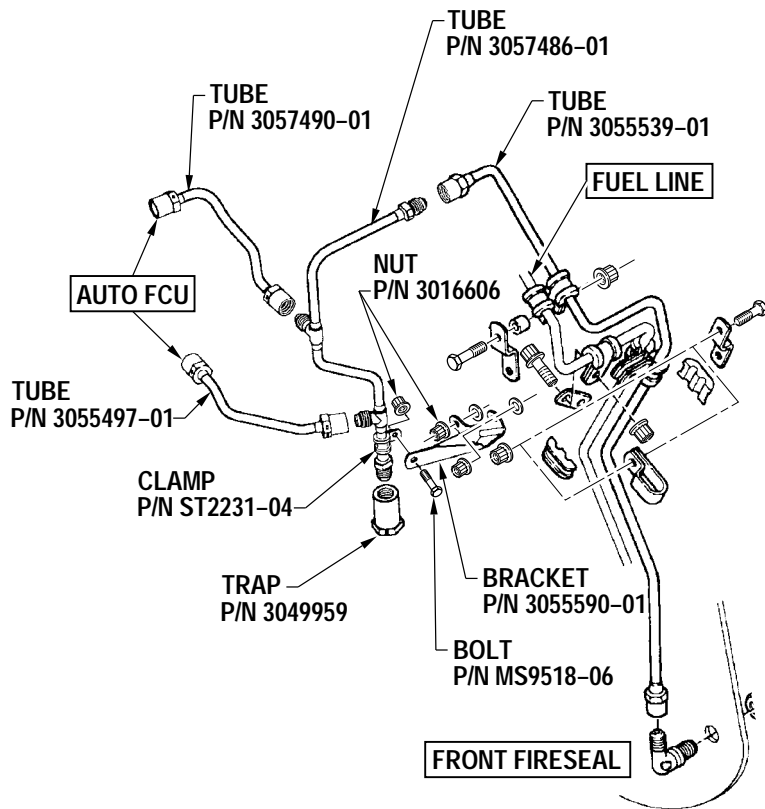 TUBE
P/N 3057486–01
TUBE
P/N 3057490–01
TUBE
P/N 3055539–01
FUEL LINE
NUT
P/N 3016606
AUTO FCU
TUBE
P/N 3055497–01
CLAMP
P/N ST2231–04
TRAP
P/N 3049959
BRACKET
P/N 3055590–01
BOLT
P/N MS9518–06
FRONT FIRESEAL